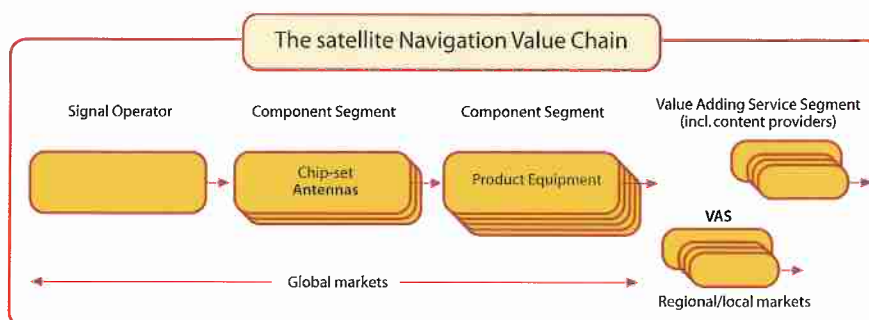 The satellite Navigation Value Chain
Signal Operator
Component Segment
Component Segment
Value Adding Service Segment
(incl. content providers)
Chip-set
Antennas
Product Equipment
VAS
Global markets
Regional/local markets